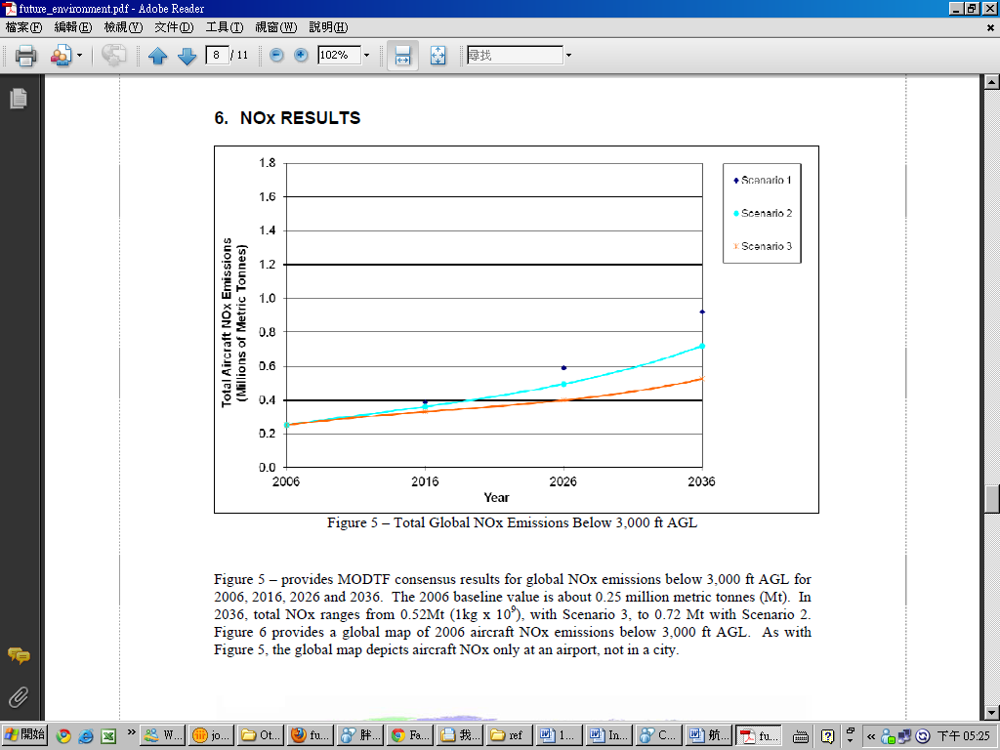 future_environment.pdf - Adobe Reader
檔案(F) 編輯(E) 檢視(V) 文件(D) 工具(T) 視窗(W) 說明(H)
8 / 11 102% 尋找
6. NOx RESULTS
Total Aircraft NOx Emissions
(Millions of Metric Tonnes)
1.8
1.6
1.4
1.2
1.0
0.8
0.6
0.4
0.2
0.0
2006 2016 2026 2036
Year
Scenario 1
Scenario 2
Scenario 3
Figure 5 – Total Global NOx Emissions Below 3,000 ft AGL
Figure 5 – provides MODTF consensus results for global NOx emissions below 3,000 ft AGL for
2006, 2016, 2026 and 2036. The 2006 baseline value is about 0.25 million metric tonnes (Mt). In
2036, total NOx ranges from 0.52Mt (1kg x 10⁹), with Scenario 3, to 0.72 Mt with Scenario 2.
Figure 6 provides a global map of 2006 aircraft NOx emissions below 3,000 ft AGL. As with
Figure 5, the global map depicts aircraft NOx only at an airport, not in a city.
開始 » W... jo... Ot... fu... 胖... Fa... 我... ref 1... In... C... 航... fu... « 下午 05:25